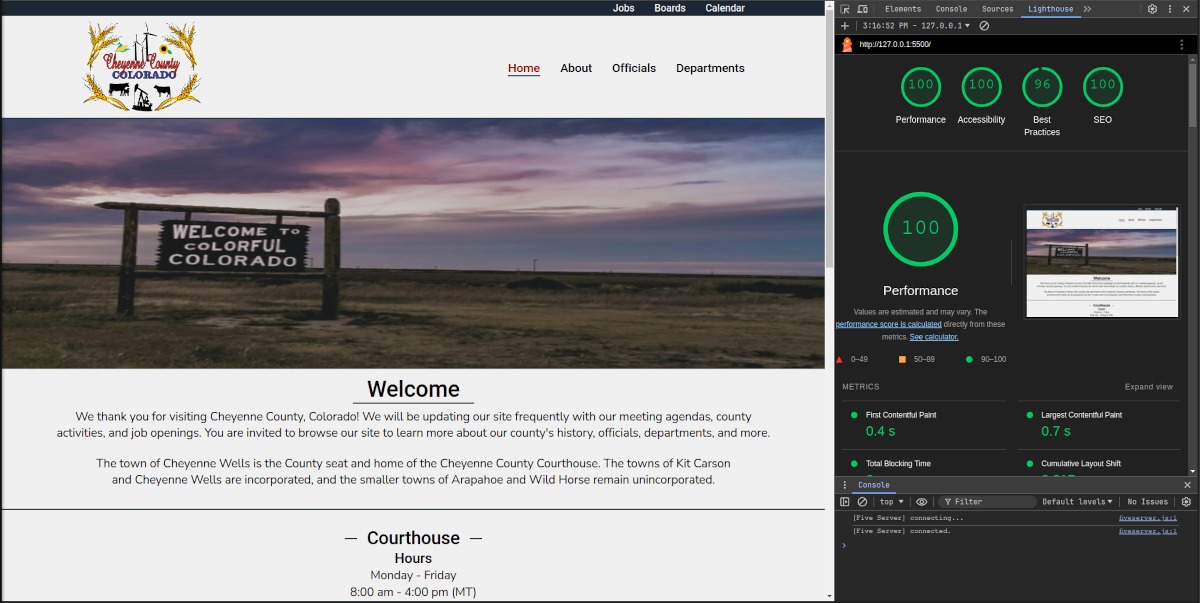 Jobs Boards Calendar
Cheyenne County
COLORADO
Home About Officials Departments
WELCOME TO
COLORFUL
COLORADO
Welcome
We thank you for visiting Cheyenne County, Colorado! We will be updating our site frequently with our meeting agendas, county
activities, and job openings. You are invited to browse our site to learn more about our county's history, officials, departments, and more.
The town of Cheyenne Wells is the County seat and home of the Cheyenne County Courthouse. The towns of Kit Carson
and Cheyenne Wells are incorporated, and the smaller towns of Arapahoe and Wild Horse remain unincorporated.
Courthouse
Hours
Monday - Friday
8:00 am - 4:00 pm (MT)
Elements Console Sources Lighthouse
3:16:52 PM - 127.0.0.1
http://127.0.0.1:5500/
100 100 96 100
Performance Accessibility Best Practices SEO
100
Performance
Values are estimated and may vary. The
performance score is calculated directly from these
metrics. See calculator.
0–49 50–89 90–100
METRICS Expand view
First Contentful Paint Largest Contentful Paint
0.4 s 0.7 s
Total Blocking Time Cumulative Layout Shift
Console
top Filter Default levels No Issues
[Five Server] connecting... fiveserver.js:1
[Five Server] connected. fiveserver.js:1